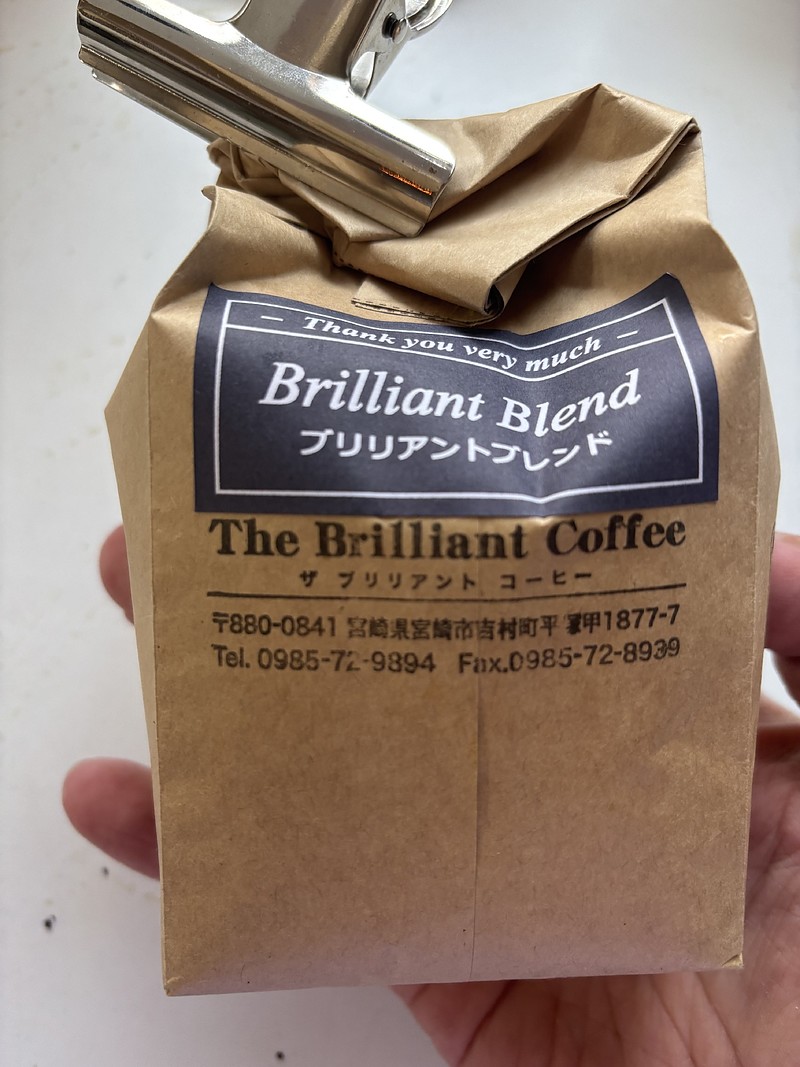 — Thank you very much —
Brilliant Blend
ブリリアントブレンド
The Brilliant Coffee
ザ ブリリアント コーヒー
〒880-0841 宮崎県宮崎市吉村町平塚甲1877-7
Tel. 0985-72-9894 Fax.0985-72-8939